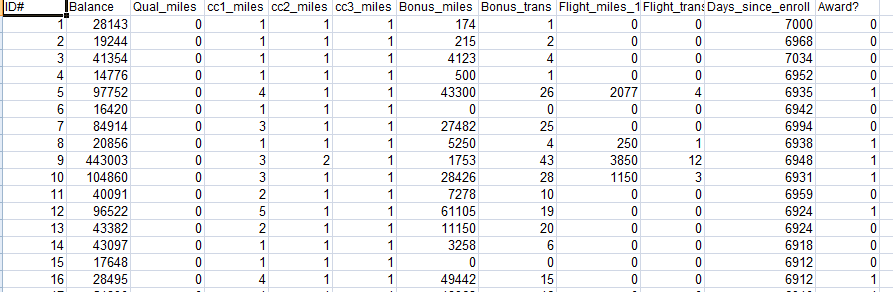 ID# Balance Qual_miles cc1_miles cc2_miles cc3_miles Bonus_miles Bonus_trans Flight_miles_1 Flight_trans Days_since_enroll Award?
1 28143 0 1 1 1 174 1 0 0 7000 0
2 19244 0 1 1 1 215 2 0 0 6968 0
3 41354 0 1 1 1 4123 4 0 0 7034 0
4 14776 0 1 1 1 500 1 0 0 6952 0
5 97752 0 4 1 1 43300 26 2077 4 6935 1
6 16420 0 1 1 1 0 0 0 0 6942 0
7 84914 0 3 1 1 27482 25 0 0 6994 0
8 20856 0 1 1 1 5250 4 250 1 6938 1
9 443003 0 3 2 1 1753 43 3850 12 6948 1
10 104860 0 3 1 1 28426 28 1150 3 6931 1
11 40091 0 2 1 1 7278 10 0 0 6959 0
12 96522 0 5 1 1 61105 19 0 0 6924 1
13 43382 0 2 1 1 11150 20 0 0 6924 0
14 43097 0 1 1 1 3258 6 0 0 6918 0
15 17648 0 1 1 1 0 0 0 0 6912 0
16 28495 0 4 1 1 49442 15 0 0 6912 1